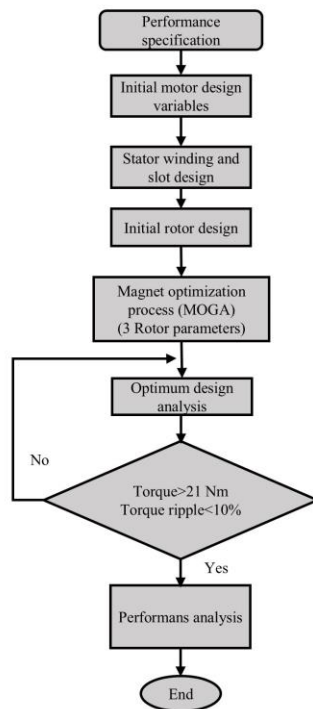 Performance
specification
Initial motor design
variables
Stator winding and
slot design
Initial rotor design
Magnet optimization
process (MOGA)
(3 Rotor parameters)
Optimum design
analysis
No
Torque>21 Nm
Torque ripple<10%
Yes
Performans analysis
End